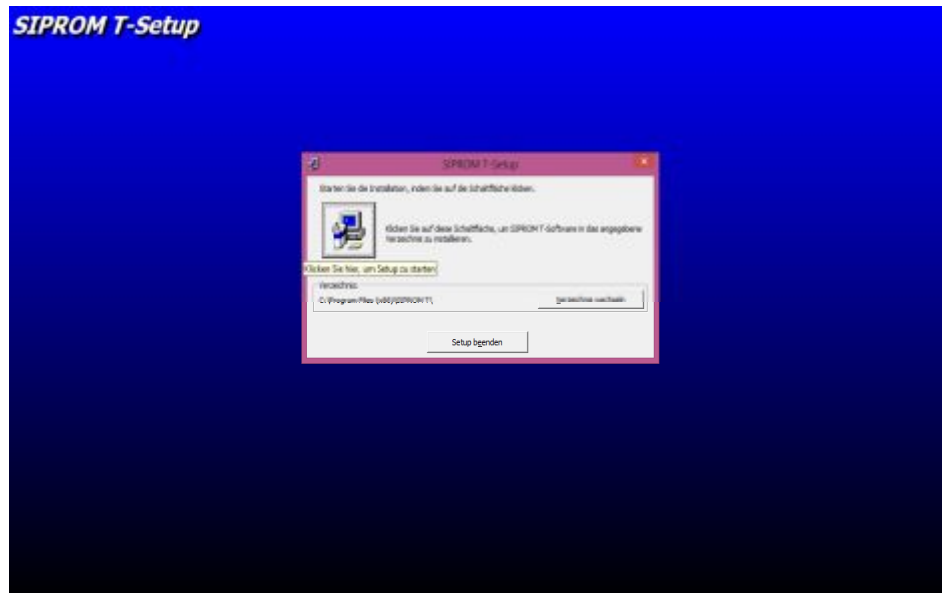 SIPROM T-Setup
SIPROM T-Setup
Starten Sie die Installation, indem Sie auf die Schaltfläche klicken.
Klicken Sie auf diese Schaltfläche, um SIPROM T-Software in das angegebene
Verzeichnis zu installieren.
Klicken Sie hier, um Setup zu starten
Verzeichnis:
C:\Program Files (x86)\SIPROM T\
Verzeichnis wechseln
Setup beenden